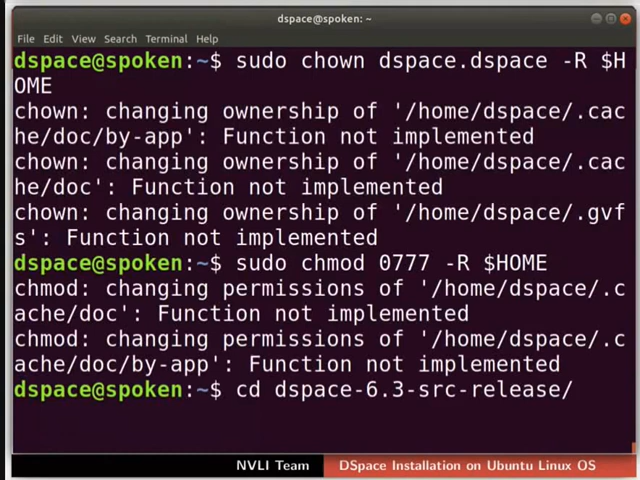 dspace@spoken: ~
File Edit View Search Terminal Help
dspace@spoken:~$ sudo chown dspace.dspace -R $H
OME
chown: changing ownership of '/home/dspace/.cac
he/doc/by-app': Function not implemented
chown: changing ownership of '/home/dspace/.cac
he/doc': Function not implemented
chown: changing ownership of '/home/dspace/.gvf
s': Function not implemented
dspace@spoken:~$ sudo chmod 0777 -R $HOME
chmod: changing permissions of '/home/dspace/.c
ache/doc': Function not implemented
chmod: changing permissions of '/home/dspace/.c
ache/doc/by-app': Function not implemented
dspace@spoken:~$ cd dspace-6.3-src-release/
NVLI Team DSpace Installation on Ubuntu Linux OS